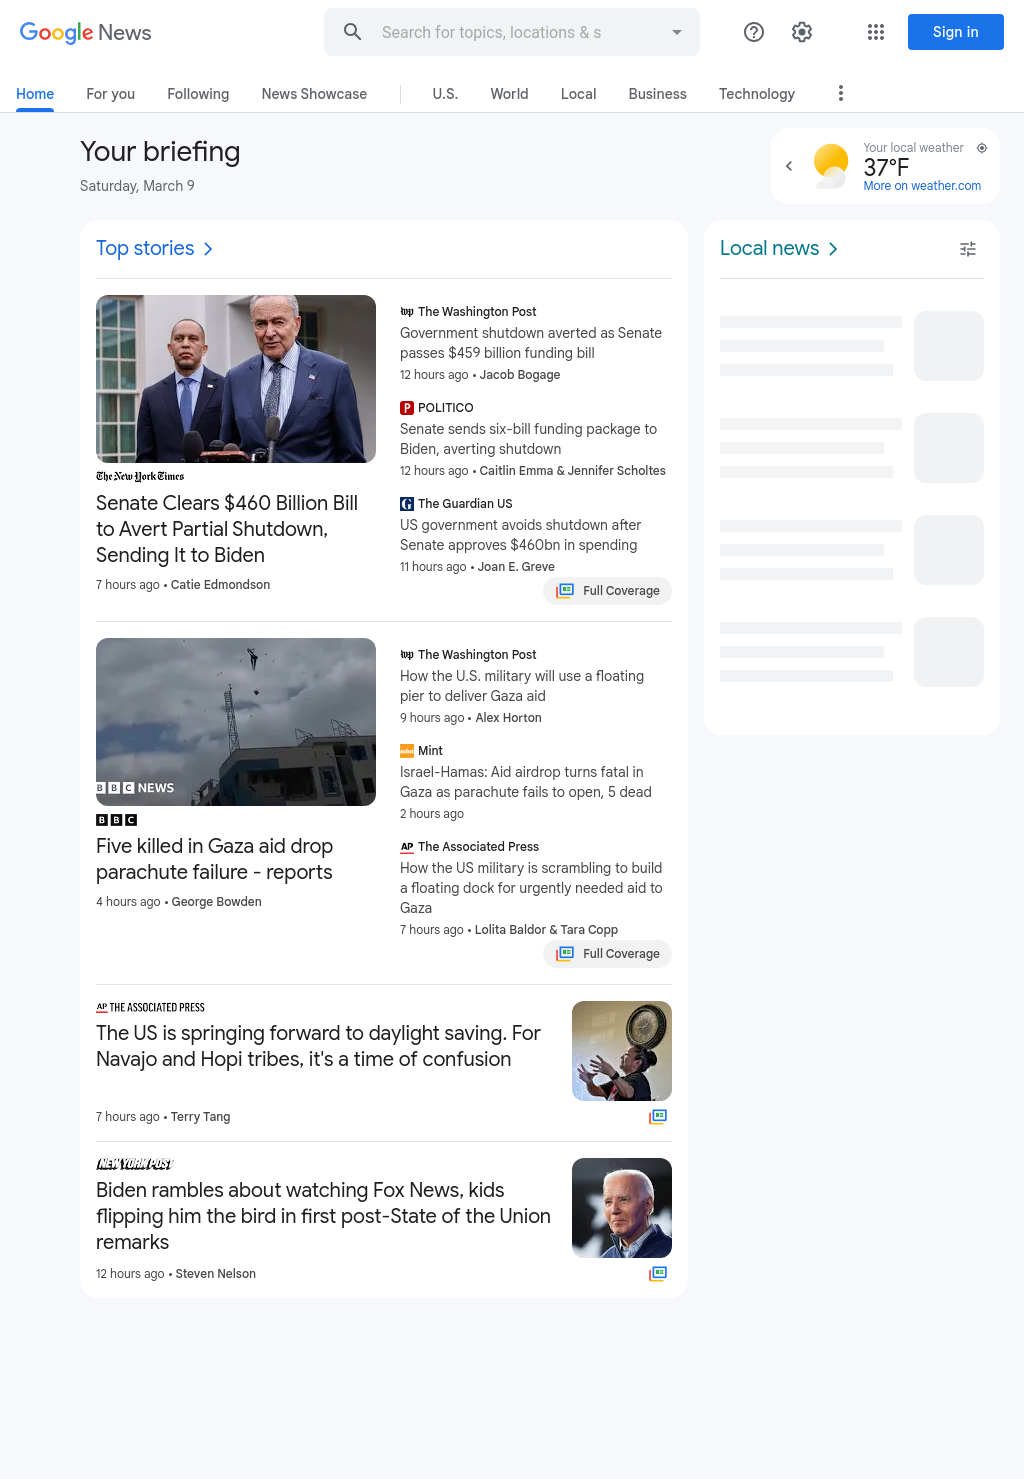 Google News
Search for topics, locations & s
Sign in
Home
For you
Following
News Showcase
U.S.
World
Local
Business
Technology
Your briefing
Saturday, March 9
Your local weather
37°F
More on weather.com
Top stories
The New York Times
Senate Clears $460 Billion Bill
to Avert Partial Shutdown,
Sending It to Biden
7 hours ago • Catie Edmondson
wp The Washington Post
Government shutdown averted as Senate
passes $459 billion funding bill
12 hours ago • Jacob Bogage
P POLITICO
Senate sends six-bill funding package to
Biden, averting shutdown
12 hours ago • Caitlin Emma & Jennifer Scholtes
G The Guardian US
US government avoids shutdown after
Senate approves $460bn in spending
11 hours ago • Joan E. Greve
Full Coverage
BBC NEWS
BBC
Five killed in Gaza aid drop
parachute failure - reports
4 hours ago • George Bowden
wp The Washington Post
How the U.S. military will use a floating
pier to deliver Gaza aid
9 hours ago • Alex Horton
mint Mint
Israel-Hamas: Aid airdrop turns fatal in
Gaza as parachute fails to open, 5 dead
2 hours ago
AP The Associated Press
How the US military is scrambling to build
a floating dock for urgently needed aid to
Gaza
7 hours ago • Lolita Baldor & Tara Copp
Full Coverage
AP THE ASSOCIATED PRESS
The US is springing forward to daylight saving. For
Navajo and Hopi tribes, it's a time of confusion
7 hours ago • Terry Tang
NEW YORK POST
Biden rambles about watching Fox News, kids
flipping him the bird in first post-State of the Union
remarks
12 hours ago • Steven Nelson
Local news